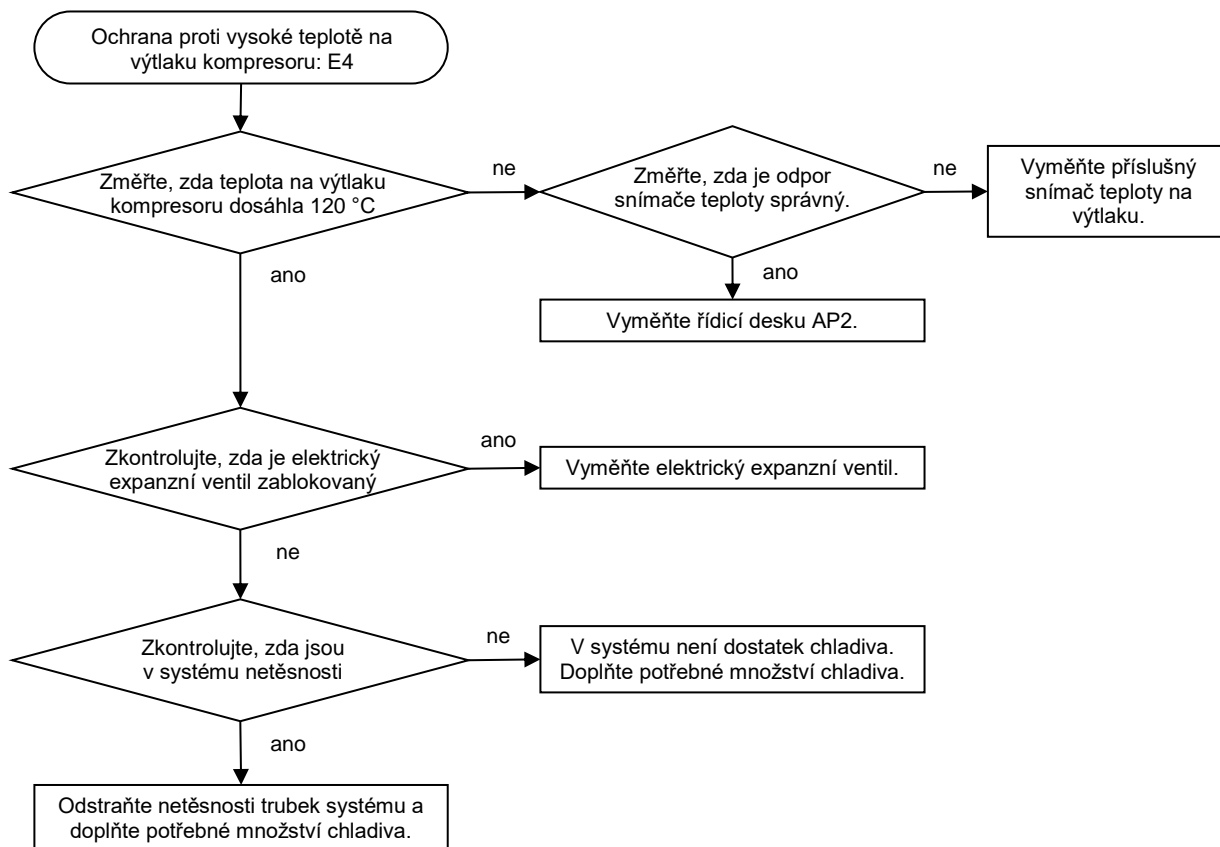 Ochrana proti vysoké teplotě na
výtlaku kompresoru: E4
Změřte, zda teplota na výtlaku
kompresoru dosáhla 120 °C
ne
Změřte, zda je odpor
snímače teploty správný.
ne
Vyměňte příslušný
snímač teploty na
výtlaku.
ano
ano
Vyměňte řídicí desku AP2.
Zkontrolujte, zda je elektrický
expanzní ventil zablokovaný
ano
Vyměňte elektrický expanzní ventil.
ne
Zkontrolujte, zda jsou
v systému netěsnosti
ne
V systému není dostatek chladiva.
Doplňte potřebné množství chladiva.
ano
Odstraňte netěsnosti trubek systému a
doplňte potřebné množství chladiva.